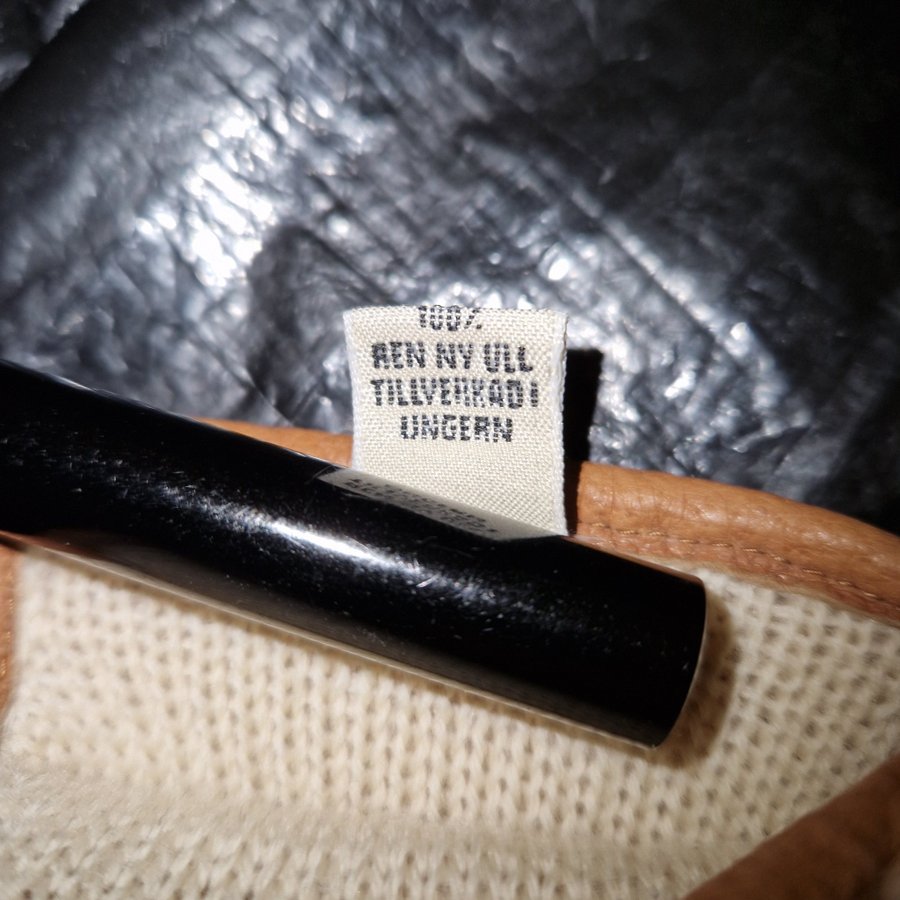 100%
REN NY ULL
TILLVERKAD I
UNGERN